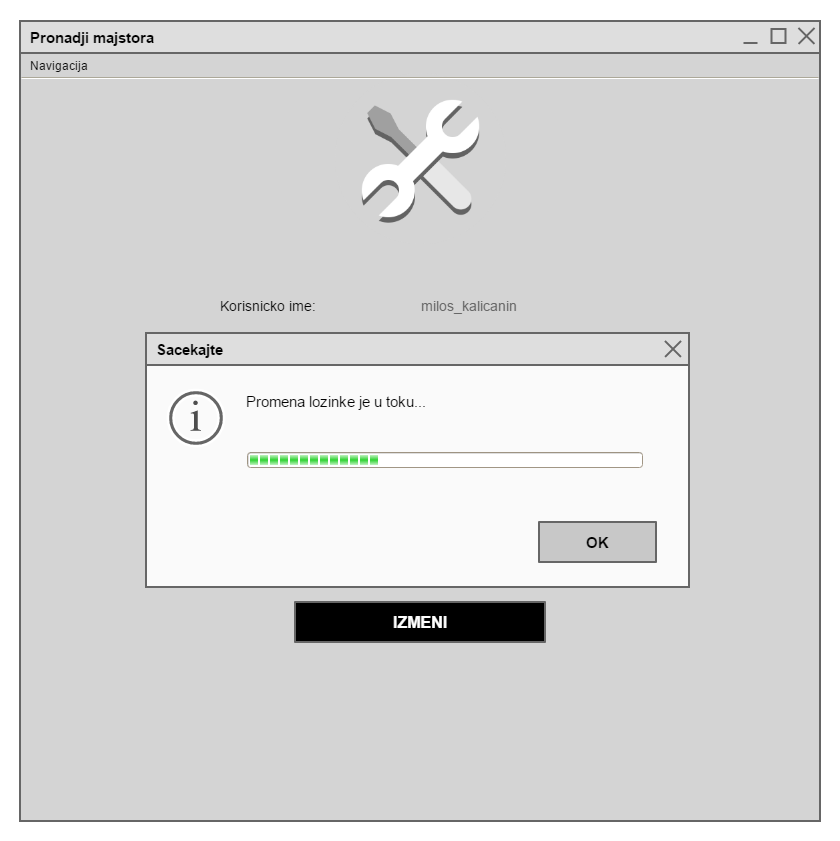 Pronadji majstora
Navigacija
Korisnicko ime: milos_kalicanin
Sacekajte
i
Promena lozinke je u toku...
OK
IZMENI